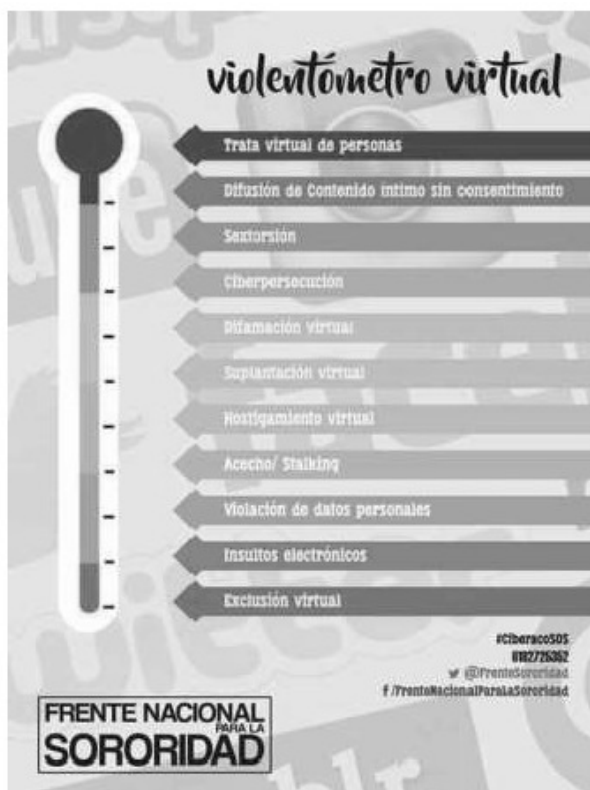 violentómetro virtual
Trata virtual de personas
Difusión de Contenido íntimo sin consentimiento
Sextorsión
Ciberpersecución
Difamación virtual
Suplantación virtual
Hostigamiento virtual
Acecho/ Stalking
Violación de datos personales
Insultos electrónicos
Exclusión virtual
#CiberacoSOS
@FrenteSororidad
f /FrenteNacionalParaLaSororidad
FRENTE NACIONAL
PARA LA
SORORIDAD